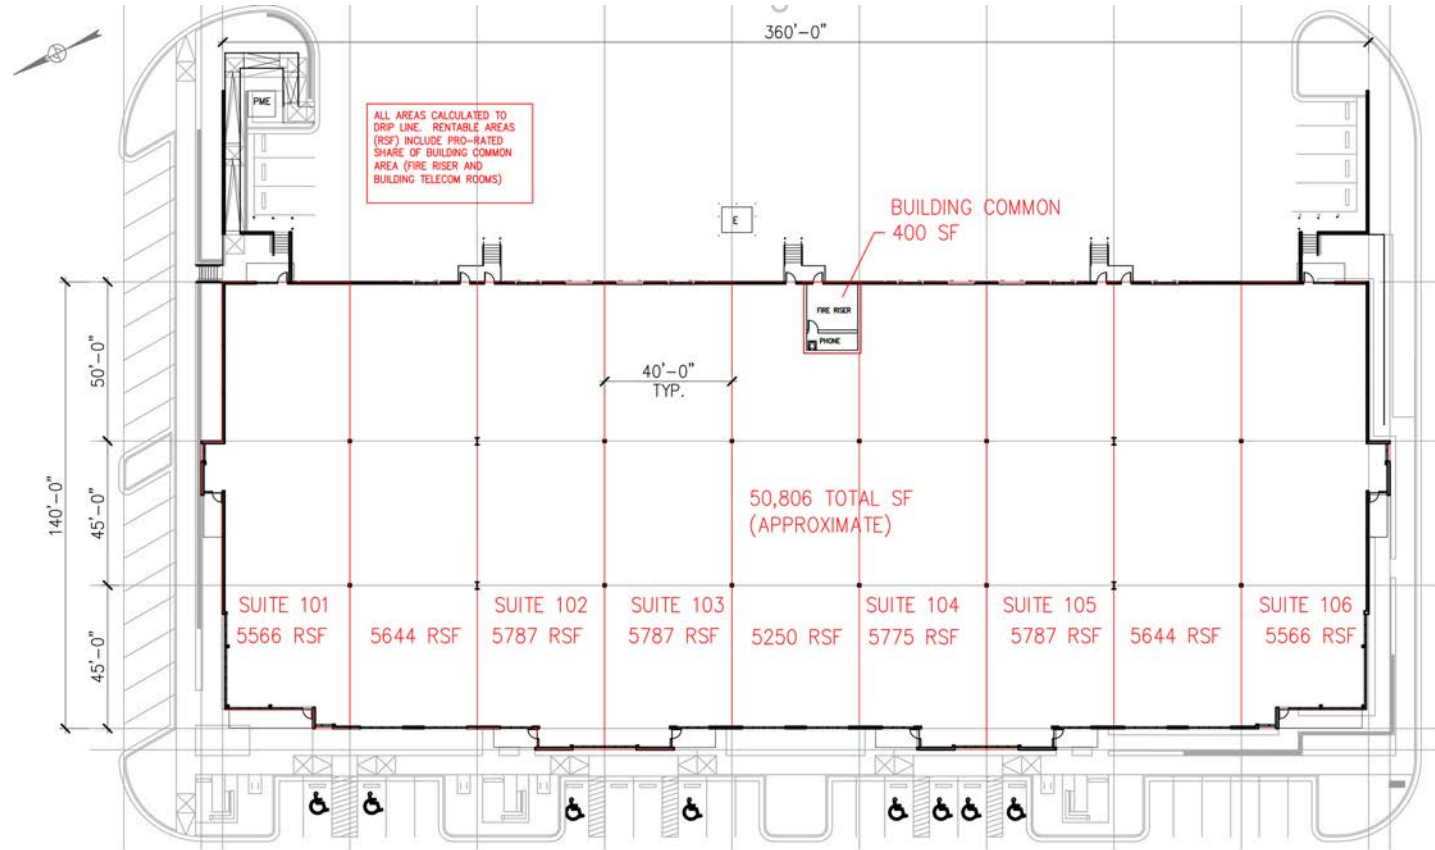 360'-0"
PME
ALL AREAS CALCULATED TO
DRIP LINE. RENTABLE AREAS
(RSF) INCLUDE PRO-RATED
SHARE OF BUILDING COMMON
AREA (FIRE RISER AND
BUILDING TELECOM ROOMS)
E
BUILDING COMMON
400 SF
FIRE RISER
PHONE
50'-0"
40'-0"
TYP.
140'-0"
45'-0"
50,806 TOTAL SF
(APPROXIMATE)
45'-0"
SUITE 101
5566 RSF
5644 RSF
SUITE 102
5787 RSF
SUITE 103
5787 RSF
5250 RSF
SUITE 104
5775 RSF
SUITE 105
5787 RSF
5644 RSF
SUITE 106
5566 RSF